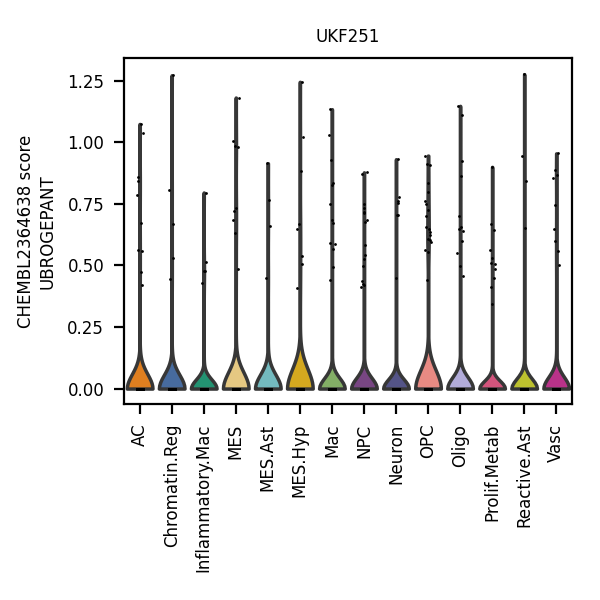 UKF251
CHEMBL2364638 score
UBROGEPANT
1.25
1.00
0.75
0.50
0.25
0.00
AC
Chromatin.Reg
Inflammatory.Mac
MES
MES.Ast
MES.Hyp
Mac
NPC
Neuron
OPC
Oligo
Prolif.Metab
Reactive.Ast
Vasc